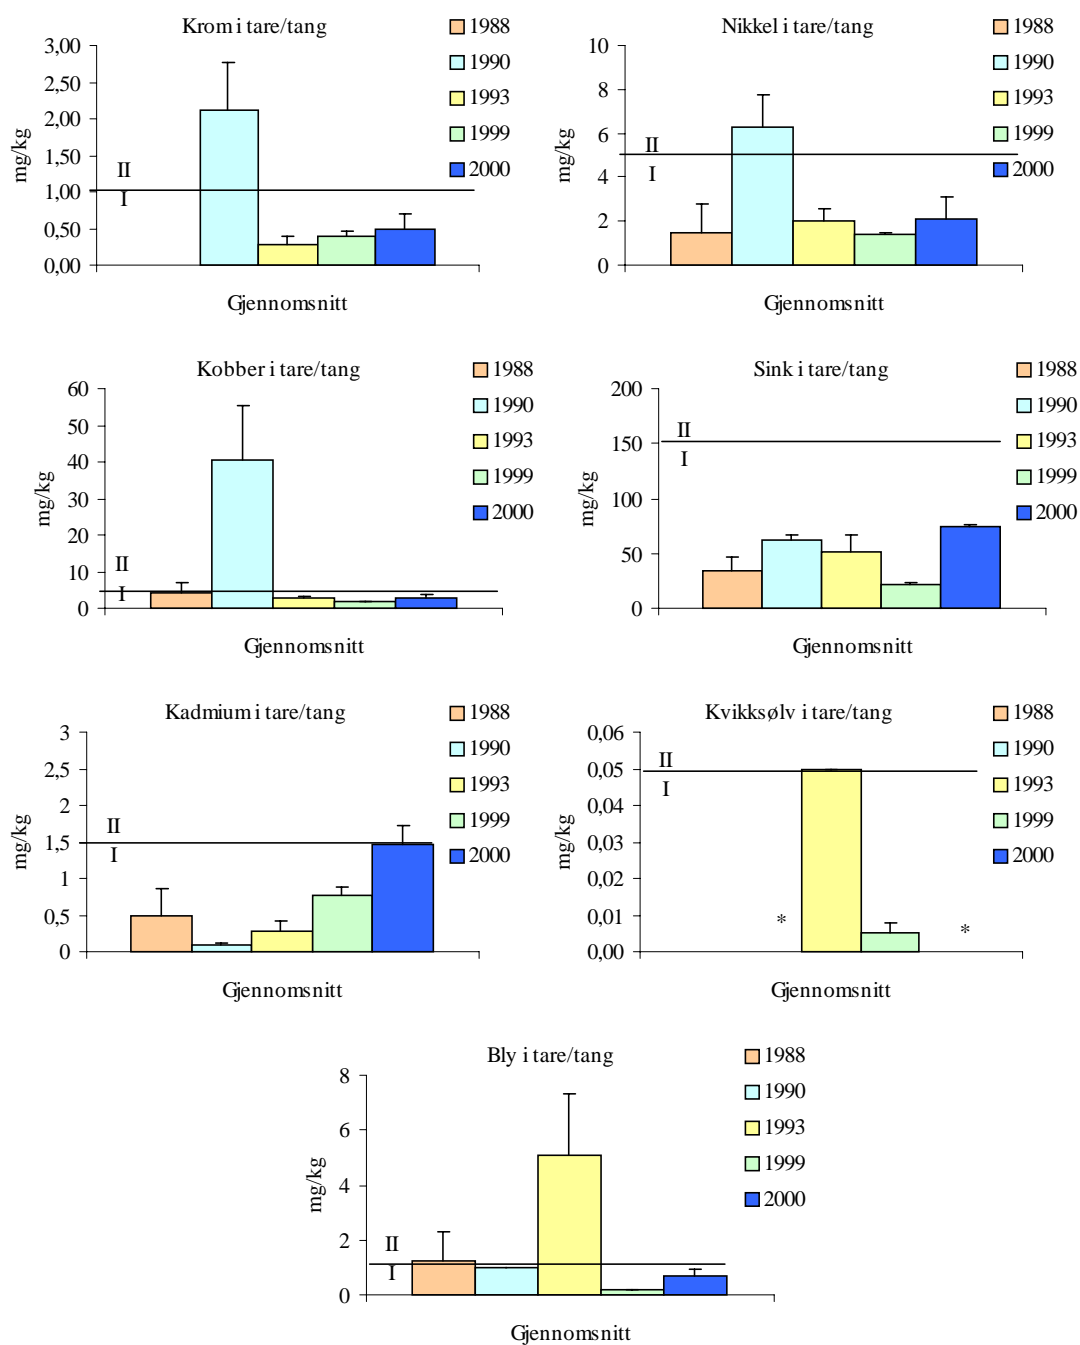 Krom i tare/tang
3,00
2,50
2,00
1,50
1,00
0,50
0,00
mg/kg
II
I
Gjennomsnitt
1988
1990
1993
1999
2000
Nikkel i tare/tang
10
8
6
4
2
0
mg/kg
II
I
Gjennomsnitt
1988
1990
1993
1999
2000
Kobber i tare/tang
60
50
40
30
20
10
0
mg/kg
II
I
Gjennomsnitt
1988
1990
1993
1999
2000
Sink i tare/tang
200
150
100
50
0
mg/kg
II
I
Gjennomsnitt
1988
1990
1993
1999
2000
Kadmium i tare/tang
3
2,5
2
1,5
1
0,5
0
mg/kg
II
I
Gjennomsnitt
1988
1990
1993
1999
2000
Kvikksølv i tare/tang
0,06
0,05
0,04
0,03
0,02
0,01
0,00
mg/kg
II
I
*
*
Gjennomsnitt
1988
1990
1993
1999
2000
Bly i tare/tang
8
6
4
2
0
mg/kg
II
I
Gjennomsnitt
1988
1990
1993
1999
2000